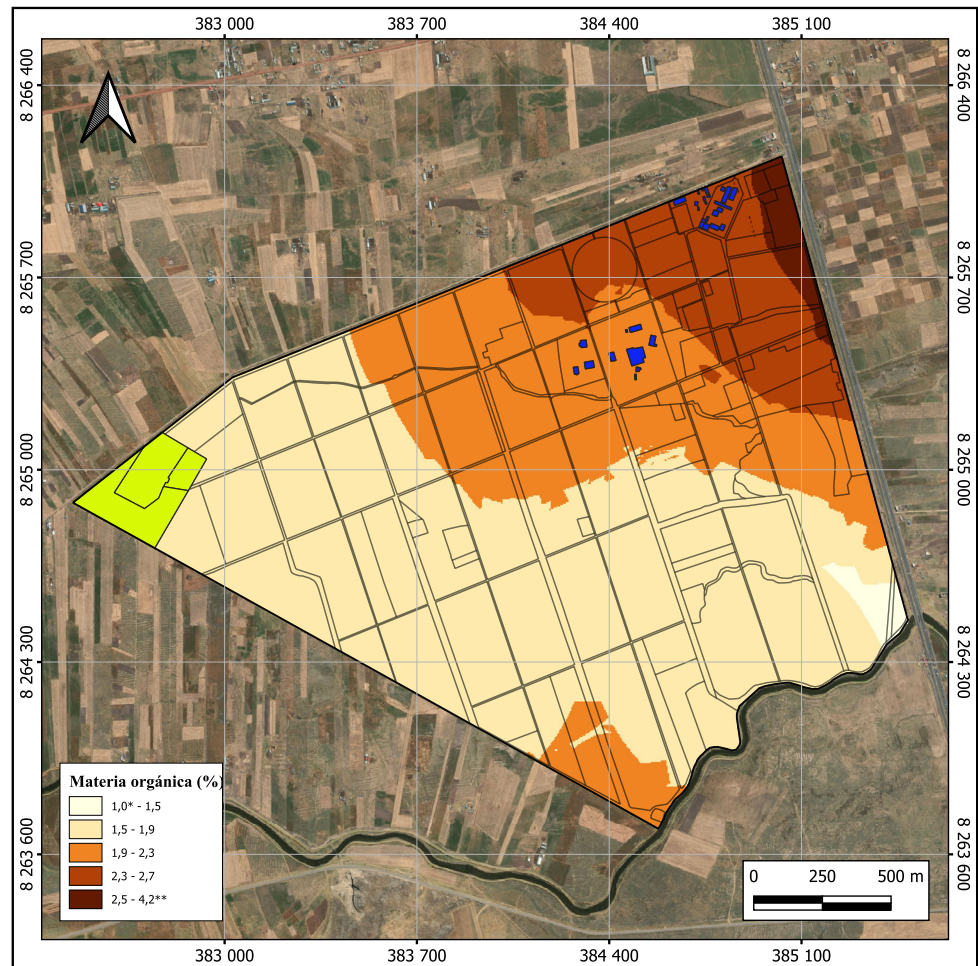 383 000 383 700 384 400 385 100
8 266 400 8 266 400
8 265 700 8 265 700
8 265 000 8 265 000
8 264 300 8 264 300
8 263 600 8 263 600
Materia orgánica (%)
1,0* - 1,5
1,5 - 1,9
1,9 - 2,3
2,3 - 2,7
2,5 - 4,2**
0 250 500 m
383 000 383 700 384 400 385 100